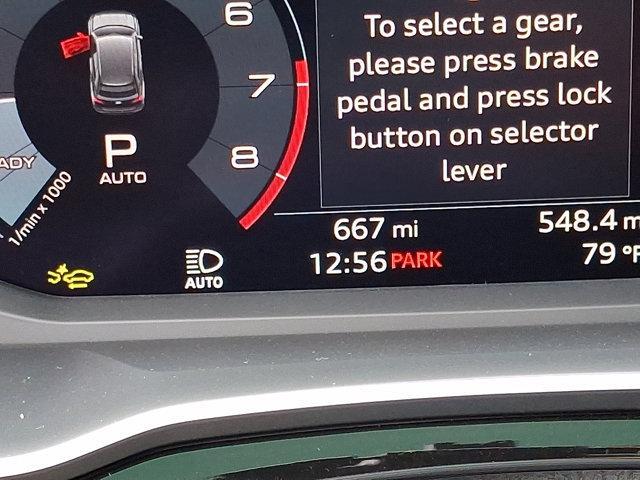 6
7
8
To select a gear,
please press brake
pedal and press lock
button on selector
lever
P
AUTO
ADY
1/min x 1000
667 mi
548.4 m
12:56 PARK
79 °F
AUTO